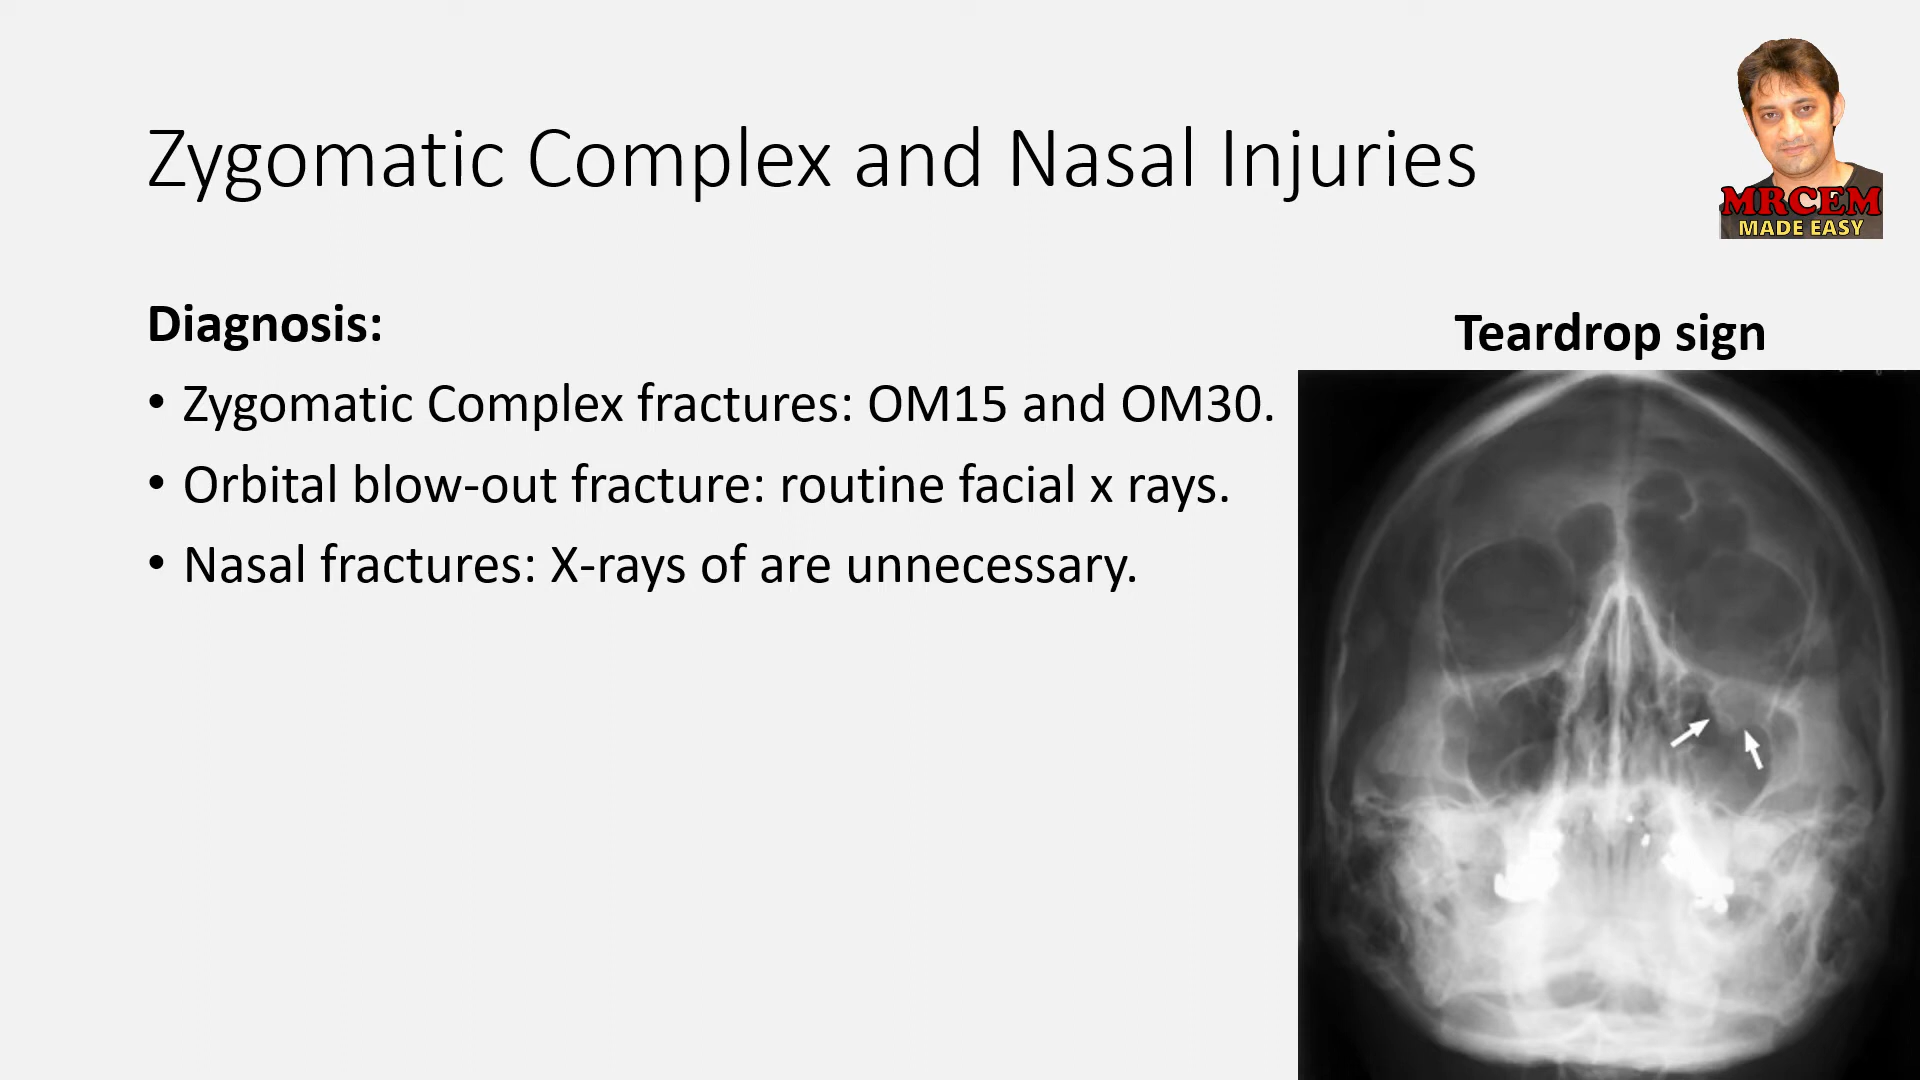 Zygomatic Complex and Nasal Injuries
MRCEM
MADE EASY
Diagnosis:
• Zygomatic Complex fractures: OM15 and OM30.
• Orbital blow-out fracture: routine facial x rays.
• Nasal fractures: X-rays of are unnecessary.
Teardrop sign